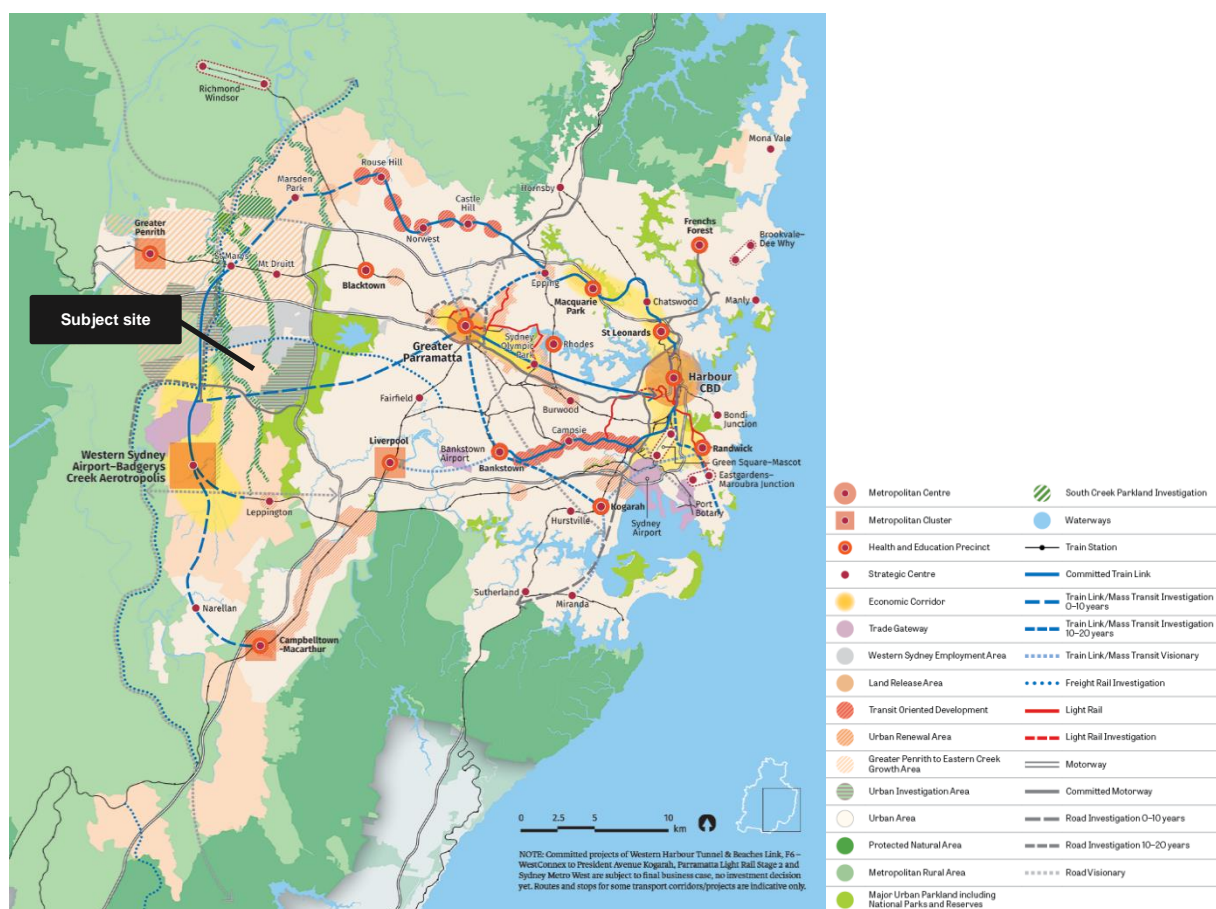 Richmond–
Windsor
Mona Vale
Rouse Hill
Marsden
Park
Hornsby
Castle
Hill
Frenchs
Forest
Greater
Penrith
Norwest
Brookvale–
Dee Why
St Marys
Mt Druitt
Epping
Blacktown
Macquarie
Park
Chatswood
Manly
Subject site
St Leonards
Greater
Parramatta
Sydney
Olympic
Park
Rhodes
Harbour
CBD
Fairfield
Burwood
Bondi
Junction
Campsie
Liverpool
Bankstown
Airport
Bankstown
Randwick
Western Sydney
Airport–Badgerys
Creek Aerotropolis
Green Square–Mascot
Eastgardens–
Maroubra Junction
Leppington
Kogarah
Port
Botany
Hurstville
Sydney
Airport
Sutherland
Miranda
Narellan
Campbelltown
–Macarthur
0 2.5 5 10
km
NOTE: Committed projects of Western Harbour Tunnel & Beaches Link, F6 –
WestConnex to President Avenue Kogarah, Parramatta Light Rail Stage 2 and
Sydney Metro West are subject to final business case, no investment decision
yet. Routes and stops for some transport corridors/projects are indicative only.
Metropolitan Centre
Metropolitan Cluster
Health and Education Precinct
Strategic Centre
Economic Corridor
Trade Gateway
Western Sydney Employment Area
Land Release Area
Transit Oriented Development
Urban Renewal Area
Greater Penrith to Eastern Creek
Growth Area
Urban Investigation Area
Urban Area
Protected Natural Area
Metropolitan Rural Area
Major Urban Parkland including
National Parks and Reserves
South Creek Parkland Investigation
Waterways
Train Station
Committed Train Link
Train Link/Mass Transit Investigation
0–10 years
Train Link/Mass Transit Investigation
10–20 years
Train Link/Mass Transit Visionary
Freight Rail Investigation
Light Rail
Light Rail Investigation
Motorway
Committed Motorway
Road Investigation 0–10 years
Road Investigation 10–20 years
Road Visionary